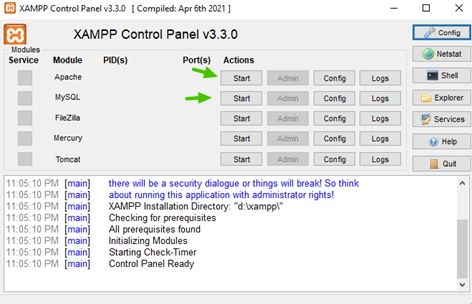 XAMPP Control Panel v3.3.0 [ Compiled: Apr 6th 2021 ]
XAMPP Control Panel v3.3.0
Config
Modules
Service Module PID(s) Port(s) Actions
Apache Start Admin Config Logs
MySQL Start Admin Config Logs
FileZilla Start Admin Config Logs
Mercury Start Admin Config Logs
Tomcat Start Admin Config Logs
Netstat
Shell
Explorer
Services
Help
Quit
11:05:10 PM [main] there will be a security dialogue or things will break! So think
11:05:10 PM [main] about running this application with administrator rights!
11:05:10 PM [main] XAMPP Installation Directory: "d:\xampp\"
11:05:10 PM [main] Checking for prerequisites
11:05:10 PM [main] All prerequisites found
11:05:10 PM [main] Initializing Modules
11:05:10 PM [main] Starting Check-Timer
11:05:10 PM [main] Control Panel Ready